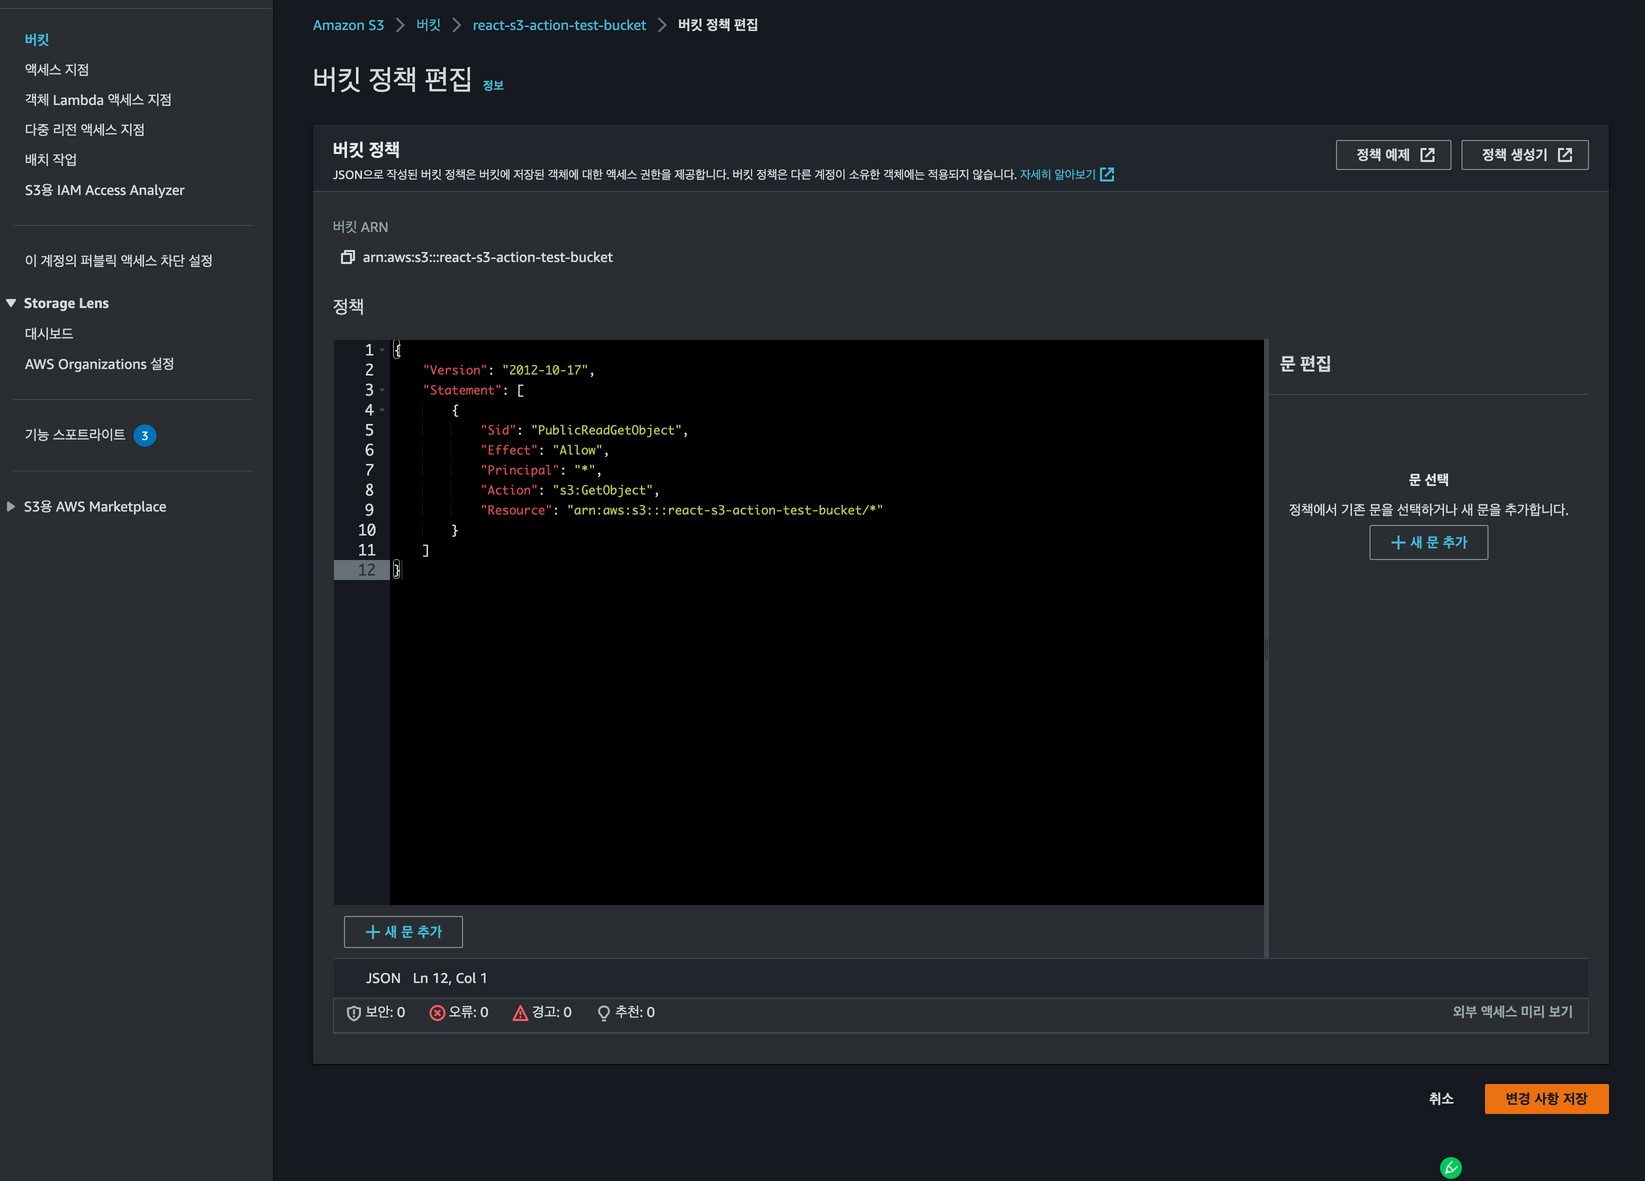 버킷
액세스 지점
객체 Lambda 액세스 지점
다중 리전 액세스 지점
배치 작업
S3용 IAM Access Analyzer
이 계정의 퍼블릭 액세스 차단 설정
Storage Lens
대시보드
AWS Organizations 설정
기능 스포트라이트 3
S3용 AWS Marketplace
Amazon S3 > 버킷 > react-s3-action-test-bucket > 버킷 정책 편집
버킷 정책 편집 정보
버킷 정책
JSON으로 작성된 버킷 정책은 버킷에 저장된 객체에 대한 액세스 권한을 제공합니다. 버킷 정책은 다른 계정이 소유한 객체에는 적용되지 않습니다. 자세히 알아보기
정책 예제
정책 생성기
버킷 ARN
arn:aws:s3:::react-s3-action-test-bucket
정책
1 {
2 "Version": "2012-10-17",
3 "Statement": [
4 {
5 "Sid": "PublicReadGetObject",
6 "Effect": "Allow",
7 "Principal": "*",
8 "Action": "s3:GetObject",
9 "Resource": "arn:aws:s3:::react-s3-action-test-bucket/*"
10 }
11 ]
12 }
문 편집
문 선택
정책에서 기존 문을 선택하거나 새 문을 추가합니다.
+ 새 문 추가
+ 새 문 추가
JSON Ln 12, Col 1
보안: 0 오류: 0 경고: 0 추천: 0
외부 액세스 미리 보기
취소
변경 사항 저장